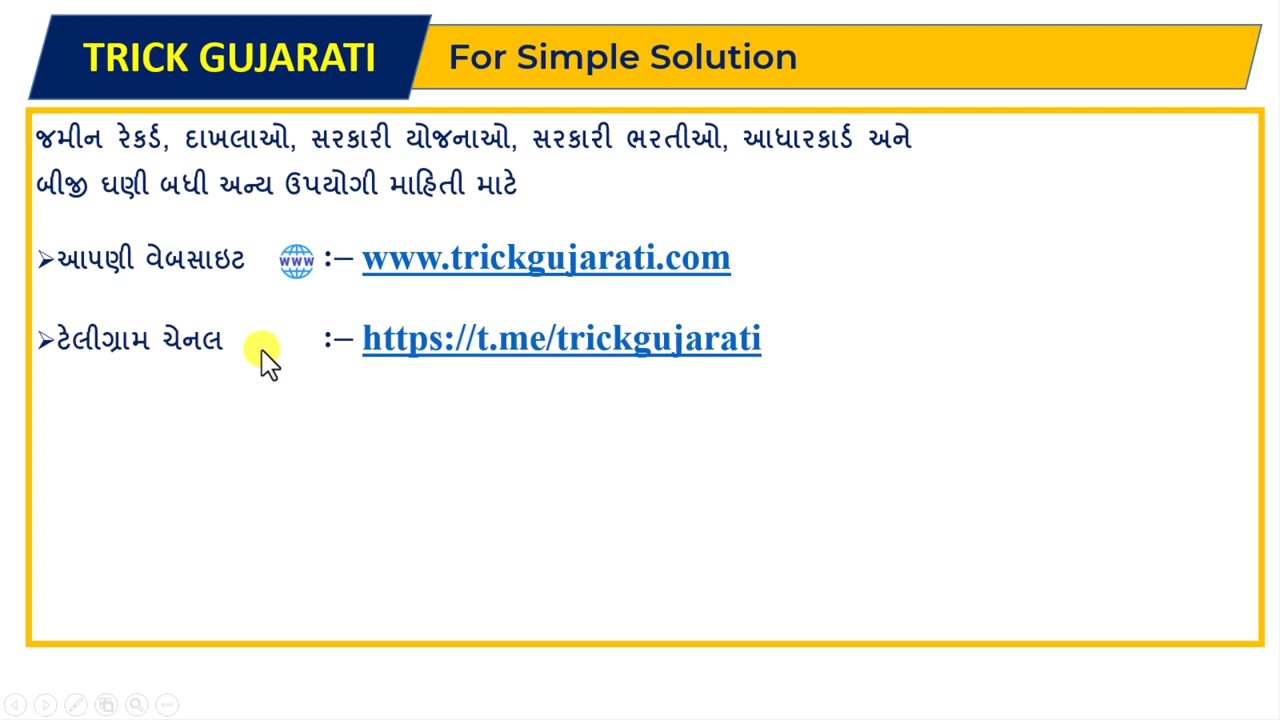 TRICK GUJARATI For Simple Solution
જમીન રેકર્ડ, દાખલાઓ, સરકારી યોજનાઓ, સરકારી ભરતીઓ, આધારકાર્ડ અને
બીજી ઘણી બધી અન્ય ઉપયોગી માહિતી માટે
➢આપણી વેબસાઇટ www :– www.trickgujarati.com
➢ટેલીગ્રામ ચેનલ :– https://t.me/trickgujarati